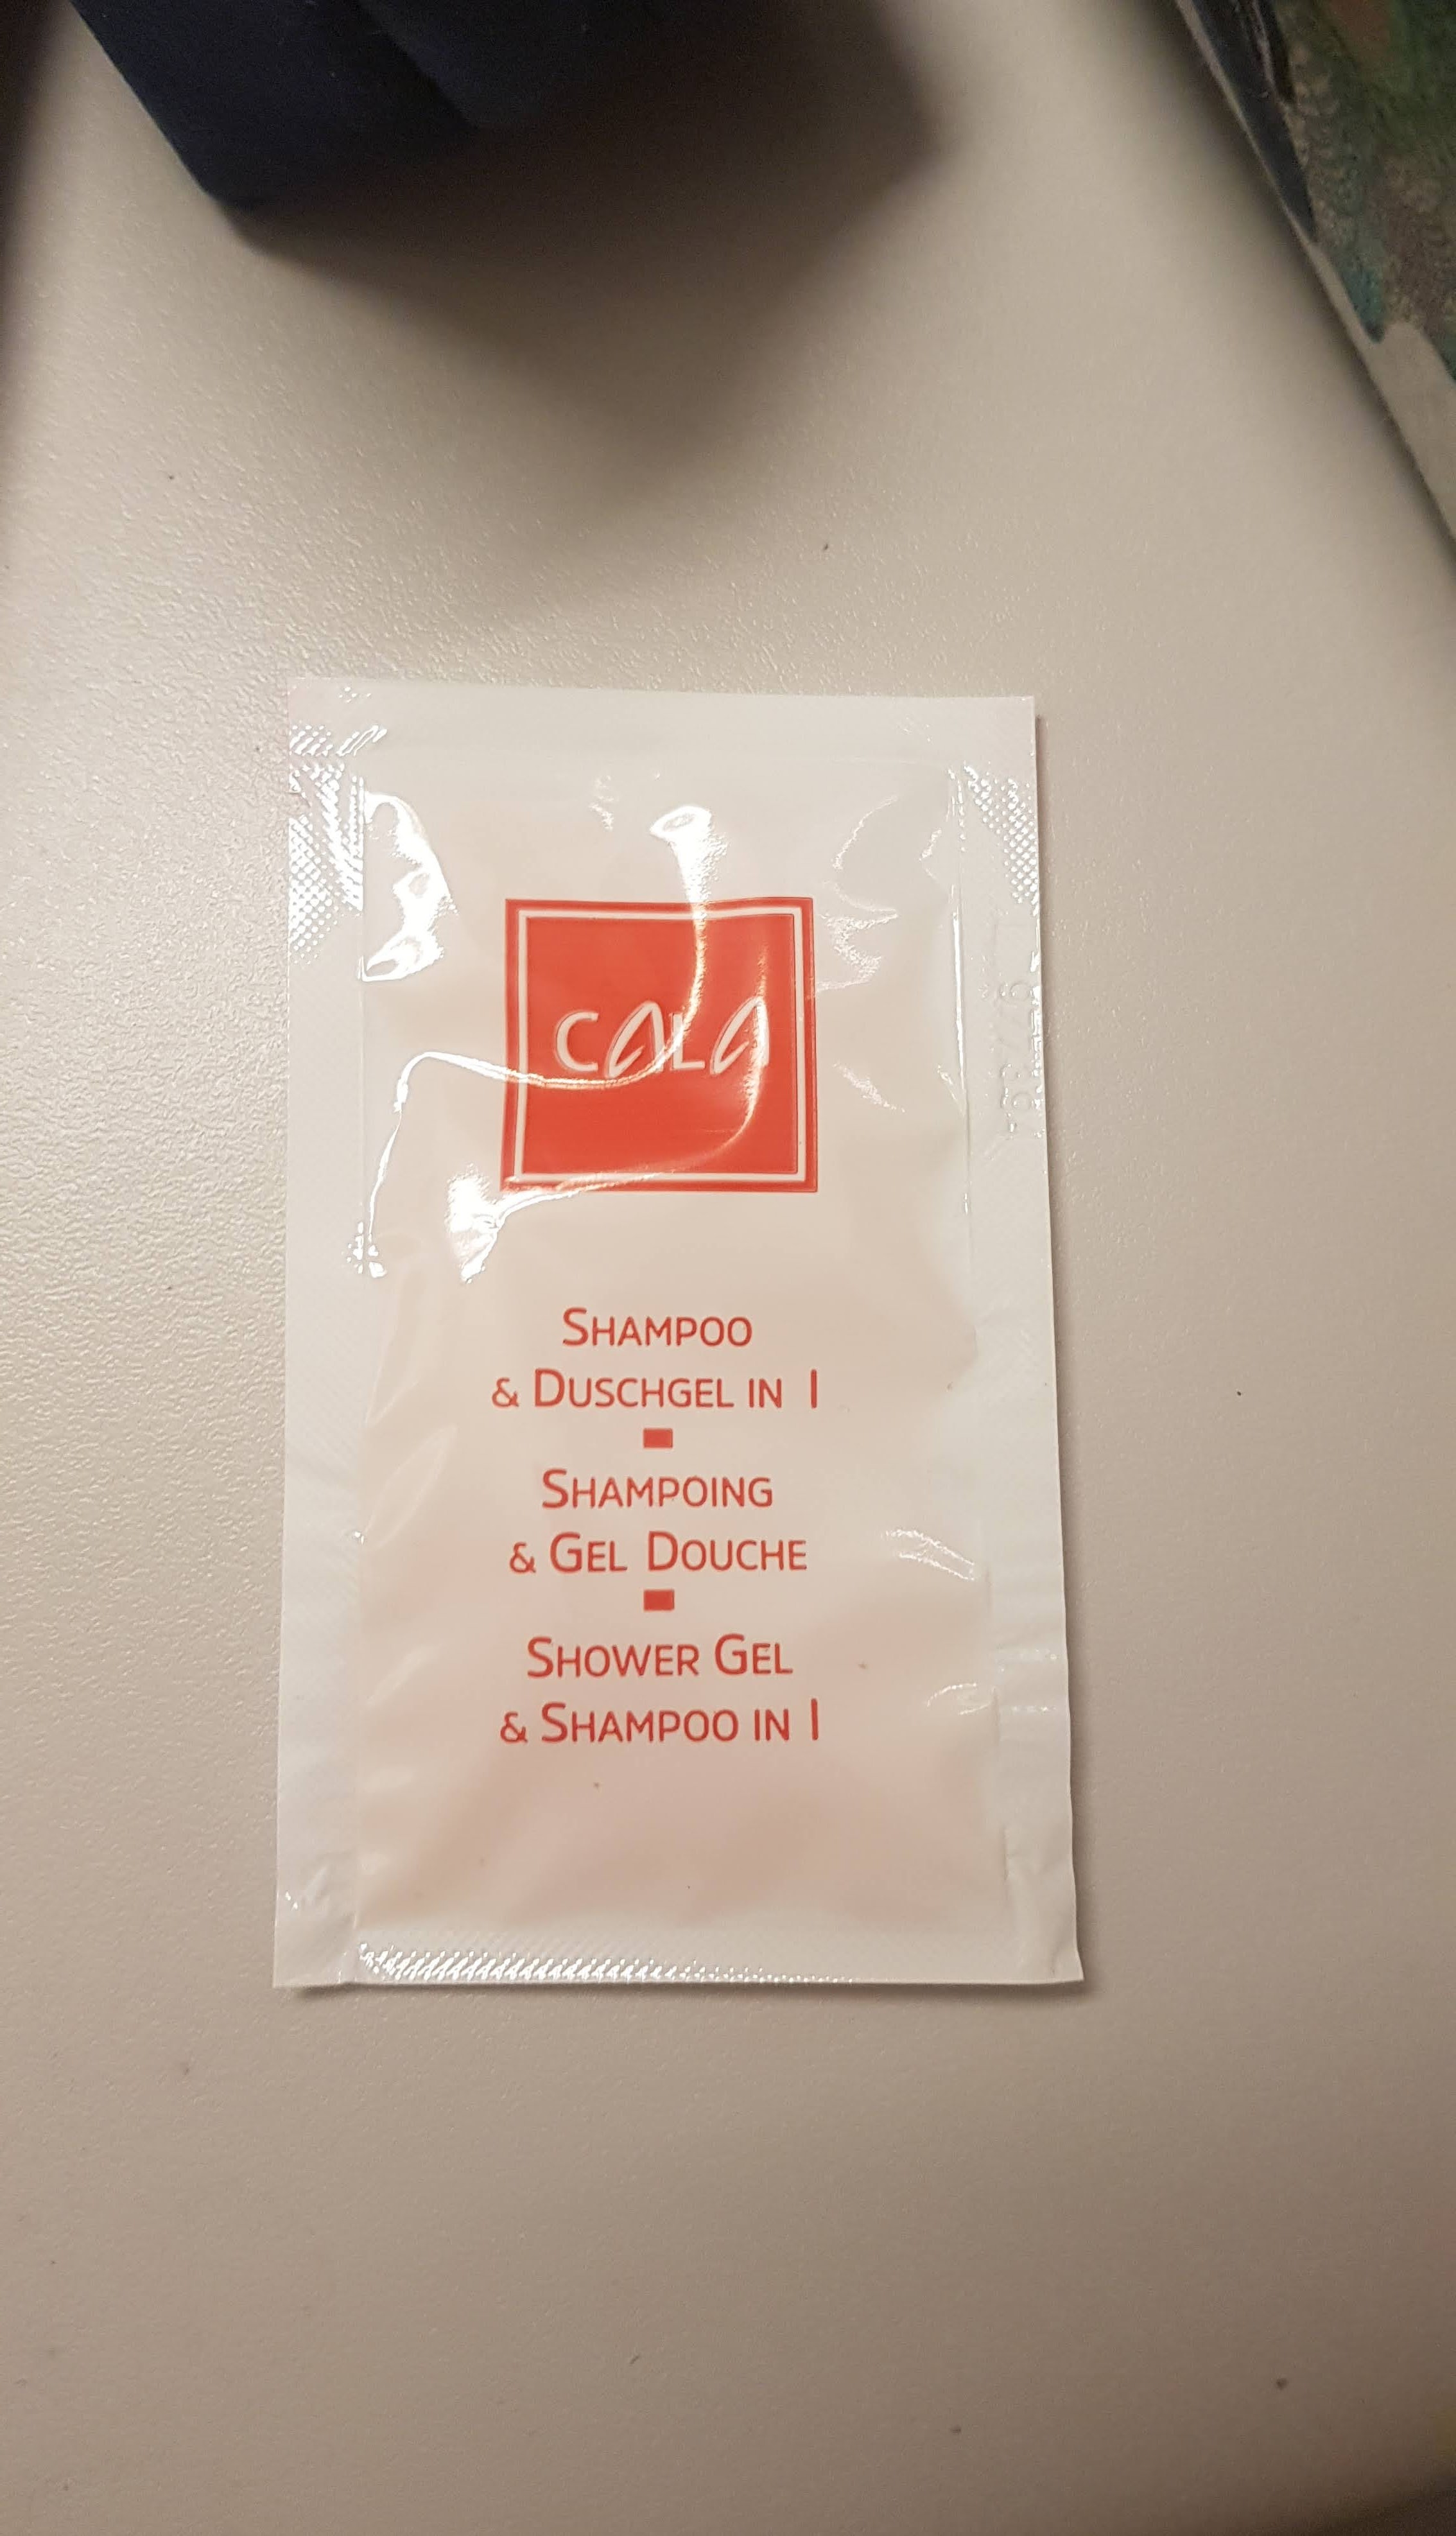 CALA
SHAMPOO
& DUSCHGEL IN 1
SHAMPOING
& GEL DOUCHE
SHOWER GEL
& SHAMPOO IN 1